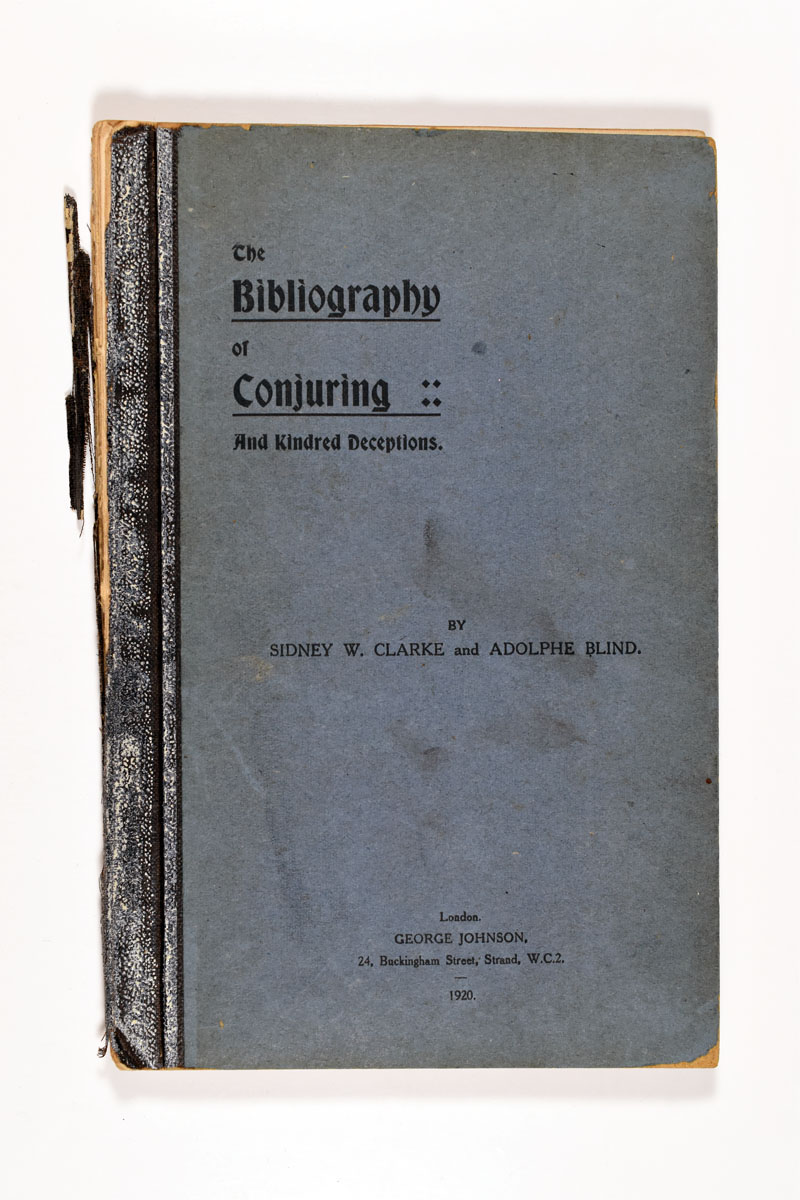 The
Bibliography
of
Conjuring ::
And Kindred Deceptions.
BY
SIDNEY W. CLARKE and ADOLPHE BLIND.
London.
GEORGE JOHNSON,
24, Buckingham Street, Strand, W.C.2.
1920.